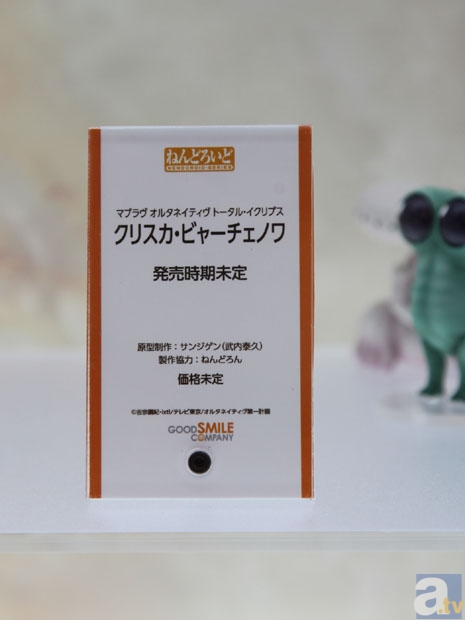 ねんどろいど
NENDOROID SERIES
マブラヴ オルタネイティヴ トータル・イクリプス
クリスカ・ビャーチェノワ
発売時期未定
原型制作：サンジゲン(武内泰久)
製作協力：ねんどろん
価格未定
©吉宗鋼紀・ixtl/テレビ東京/オルタネイティヴ第一計画
GOOD SMILE
COMPANY
a.tv